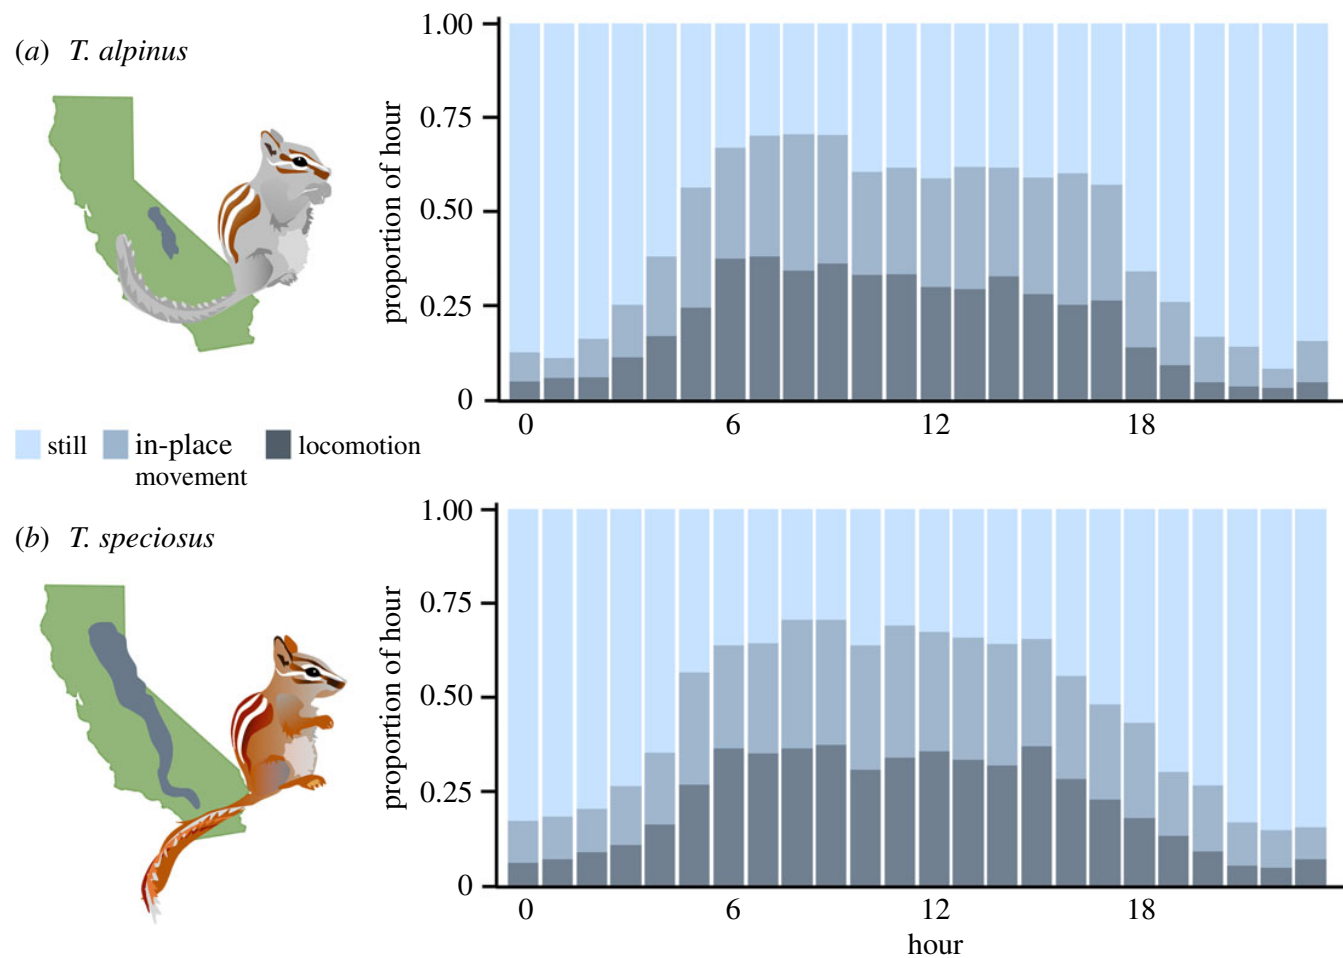 (a) T. alpinus
proportion of hour
1.00
0.75
0.50
0.25
0
0 6 12 18
still in-place movement locomotion
(b) T. speciosus
proportion of hour
1.00
0.75
0.50
0.25
0
0 6 12 18
hour